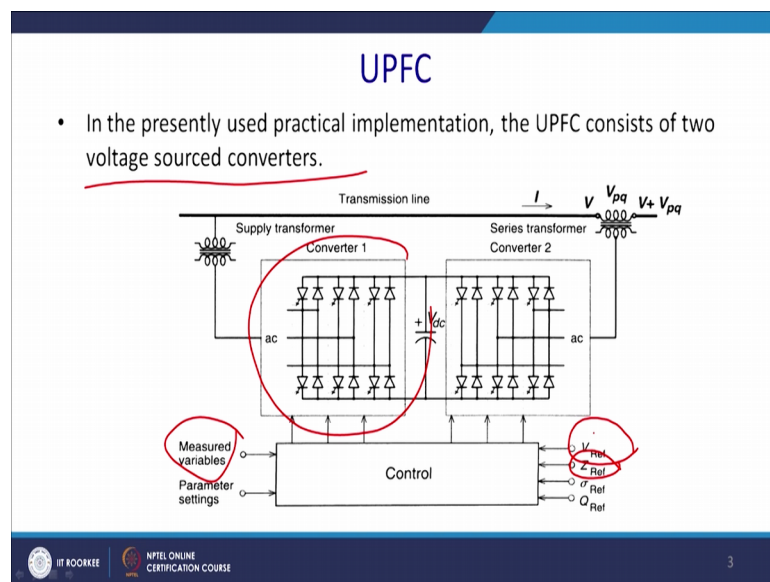 UPFC
• In the presently used practical implementation, the UPFC consists of two
voltage sourced converters.
Transmission line
I
V
Vpq
V+ Vpq
Supply transformer
Series transformer
Converter 1
Converter 2
+ Vdc
ac
ac
Measured
variables
Parameter
settings
Control
VRef
ZRef
σRef
QRef
IIT ROORKEE
NPTEL ONLINE
CERTIFICATION COURSE
3